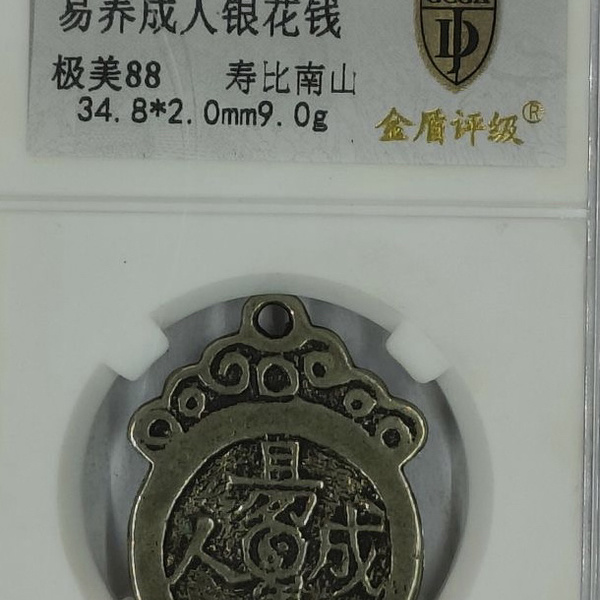 易养成人银花钱
极美88 寿比南山
34.8*2.0mm9.0g
金盾评级®
易
人 成